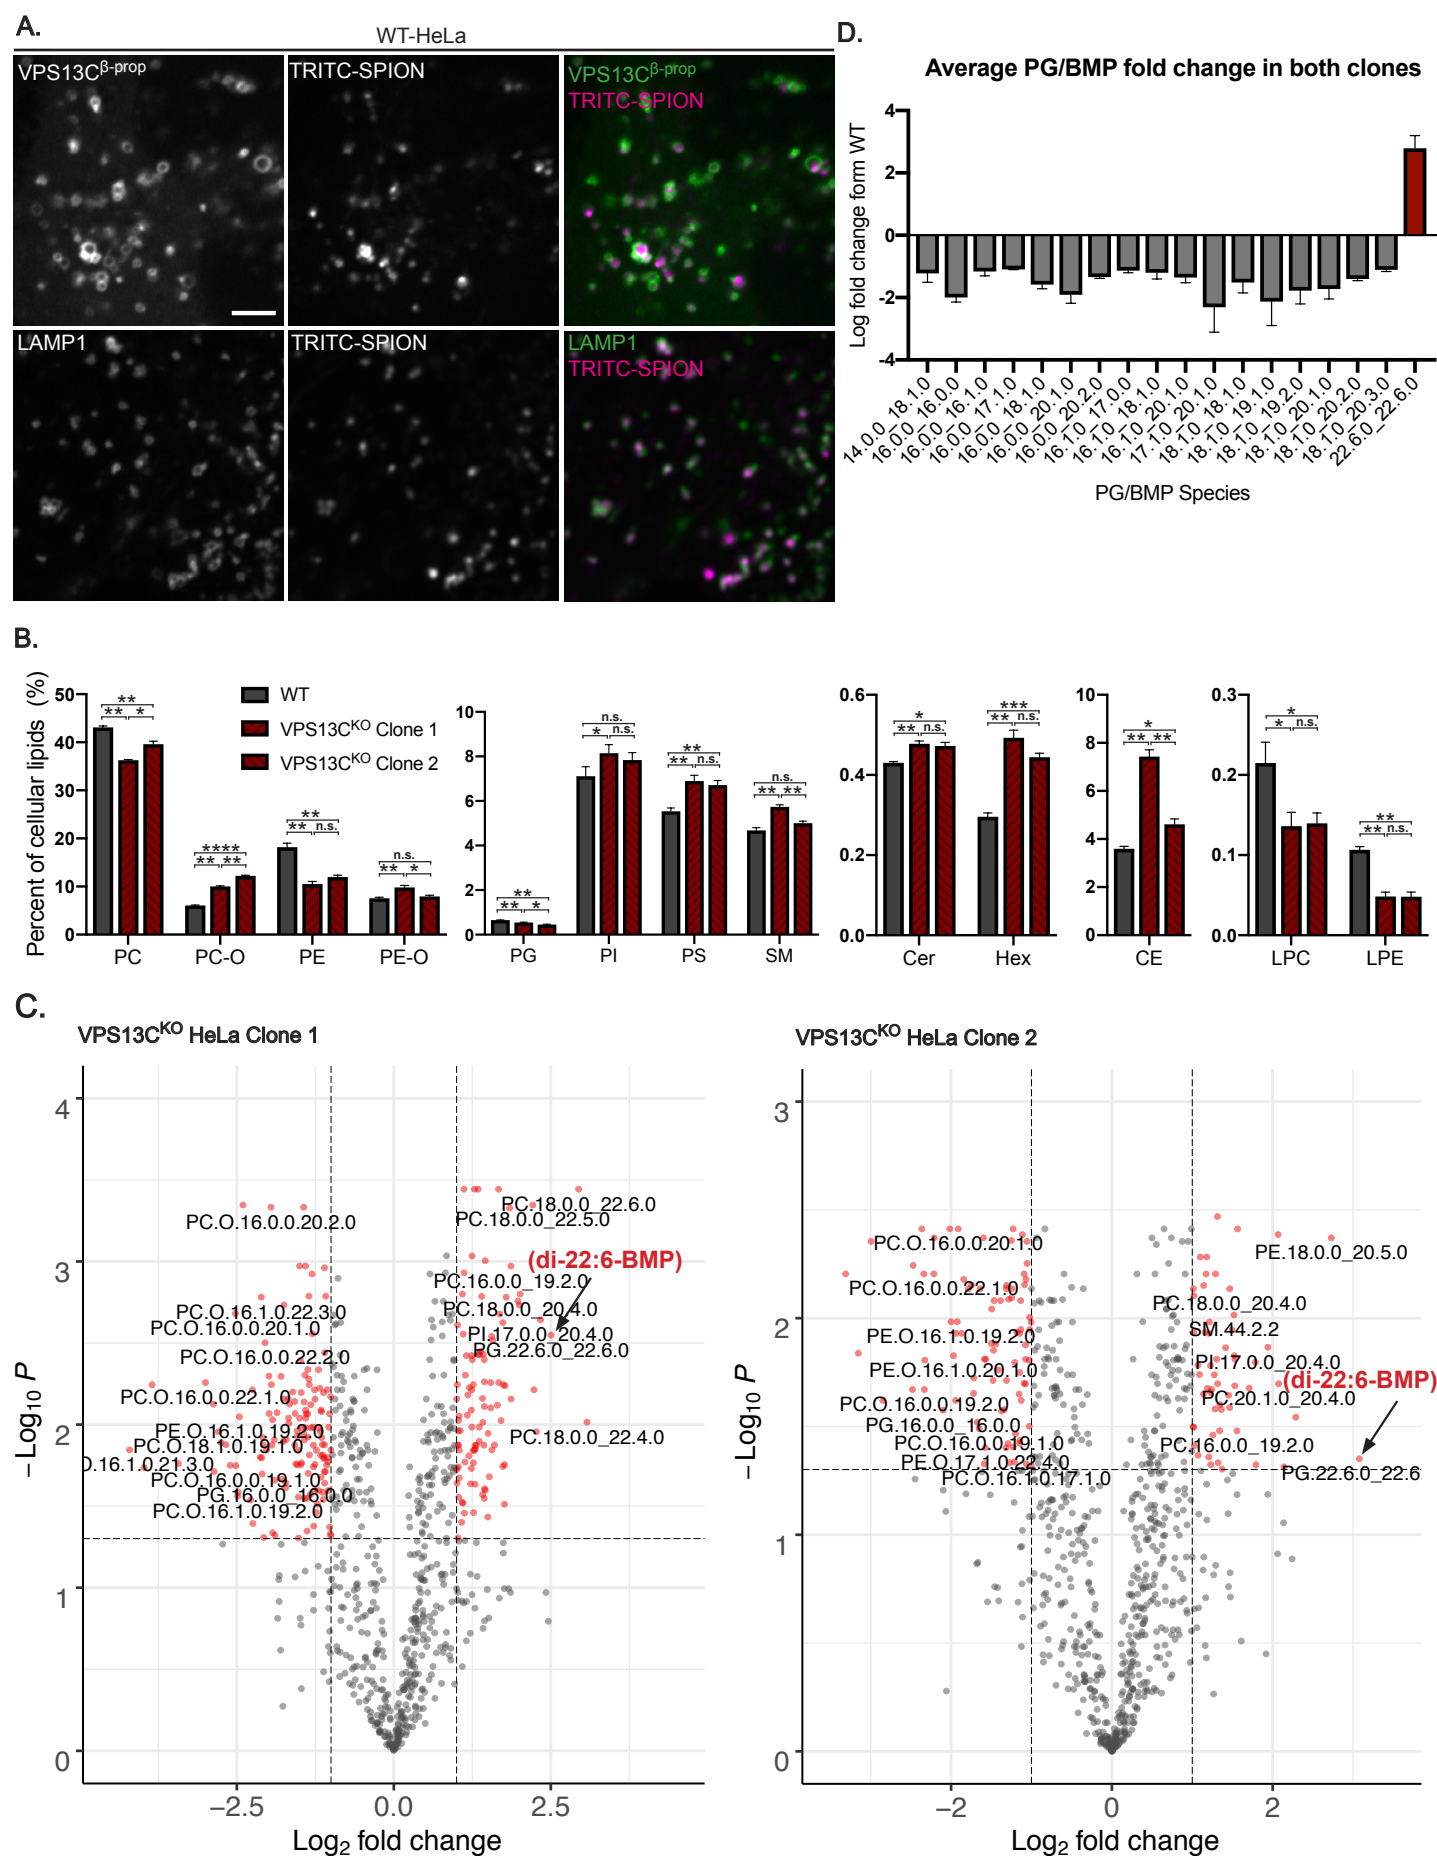 A.
WT-HeLa
VPS13Cβ-prop
TRITC-SPION
VPS13Cβ-prop
TRITC-SPION
LAMP1
TRITC-SPION
LAMP1
TRITC-SPION
D.
Average PG/BMP fold change in both clones
Log fold change form WT
4
2
0
-2
-4
14.0.0_18.1.0
16.0.0_16.0.0
16.0.0_16.1.0
16.0.0_17.1.0
16.0.0_18.1.0
16.0.0_20.1.0
16.0.0_20.2.0
16.1.0_17.0.0
16.1.0_18.1.0
16.1.0_20.1.0
17.1.0_20.1.0
18.1.0_18.1.0
18.1.0_19.1.0
18.1.0_19.2.0
18.1.0_20.1.0
18.1.0_20.2.0
18.1.0_20.3.0
22.6.0_22.6.0
PG/BMP Species
B.
Percent of cellular lipids (%)
50
40
30
20
10
0
WT
VPS13CKO Clone 1
VPS13CKO Clone 2
**
** *
****
** **
**
** n.s.
n.s.
** *
PC PC-O PE PE-O
10
8
6
4
2
0
**
** *
n.s.
* n.s.
**
** n.s.
n.s.
** **
PG PI PS SM
0.6
0.4
0.2
0.0
*
** n.s.
***
** n.s.
Cer Hex
10
8
6
4
2
0
*
** **
CE
0.3
0.2
0.1
0.0
*
* n.s.
**
** n.s.
LPC LPE
C.
VPS13CKO HeLa Clone 1
4
3
2
1
0
−Log10 P
PC.18.0.0_22.6.0
PC.O.16.0.0.20.2.0
PC.18.0.0_22.5.0
(di-22:6-BMP)
PC.16.0.0_19.2.0
PC.O.16.1.0.22.3.0
PC.18.0.0_20.4.0
PC.O.16.0.0.20.1.0
PI.17.0.0_20.4.0
PC.O.16.0.0.22.2.0
PG.22.6.0_22.6.0
PC.O.16.0.0.22.1.0
PE.O.16.1.0.19.2.0
PC.18.0.0_22.4.0
PC.O.18.1.0.19.1.0
O.16.1.0.21.3.0
PC.O.16.0.0.19.1.0
PG.16.0.0_16.0.0
PC.O.16.1.0.19.2.0
−2.5 0.0 2.5
Log2 fold change
VPS13CKO HeLa Clone 2
3
2
1
0
−Log10 P
PC.O.16.0.0.20.1.0
PE.18.0.0_20.5.0
PC.O.16.0.0.22.1.0
PC.18.0.0_20.4.0
SM.44.2.2
PE.O.16.1.0.19.2.0
PI.17.0.0_20.4.0
PE.O.16.1.0.20.1.0
(di-22:6-BMP)
PC.20.1.0_20.4.0
PC.O.16.0.0.19.2.0
PG.16.0.0_16.0.0
PC.O.16.0.0.19.1.0
PC.16.0.0_19.2.0
PE.O.17.1.0.22.4.0
PG.22.6.0_22.6
PC.O.16.1.0.17.1.0
−2 0 2
Log2 fold change